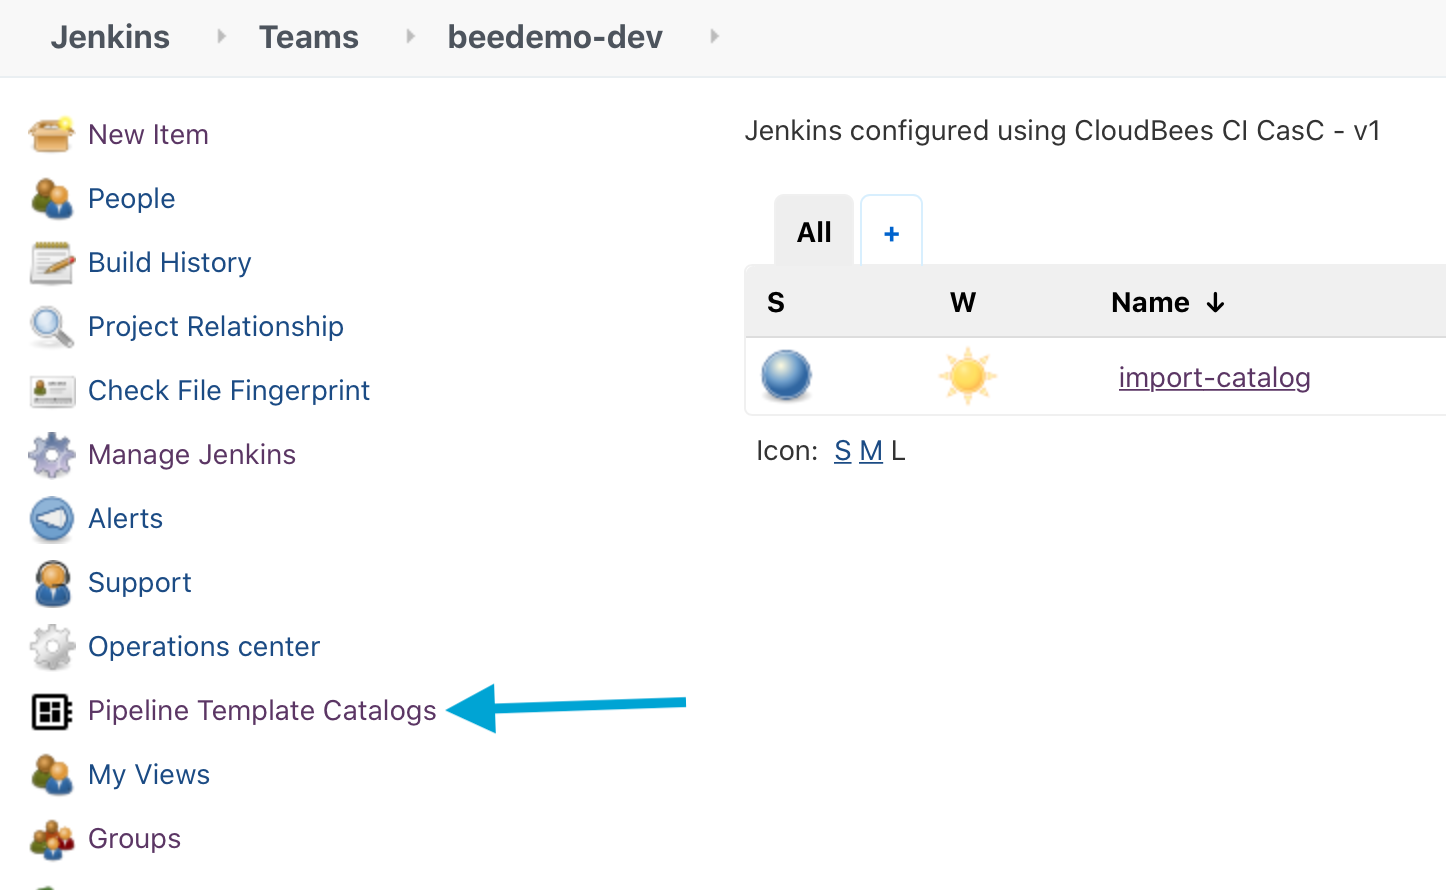 Jenkins Teams beedemo-dev
New Item
People
Build History
Project Relationship
Check File Fingerprint
Manage Jenkins
Alerts
Support
Operations center
Pipeline Template Catalogs
My Views
Groups
Jenkins configured using CloudBees CI CasC - v1
All +
S W Name ↓
import-catalog
Icon: S M L